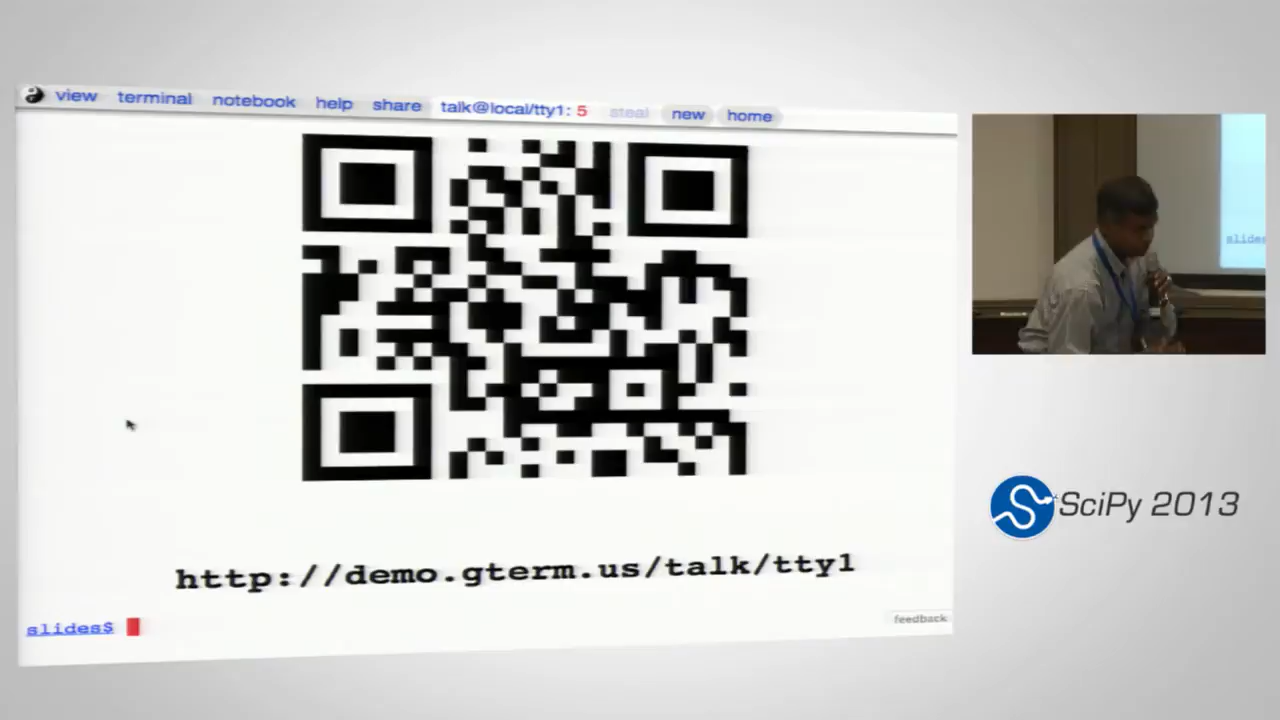 view terminal notebook help share talk@local/tty1: 5 steal new home
http://demo.gterm.us/talk/tty1
slides$
feedback
slides
SciPy 2013